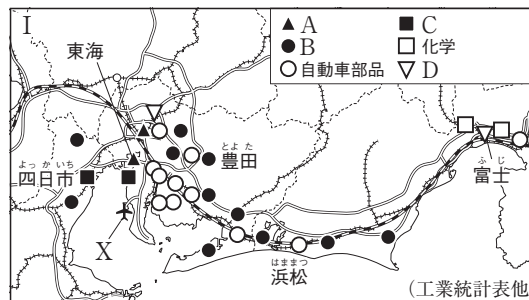 I
▲ A
■ C
● B
□ 化学
○ 自動車部品
▽ D
東海
とよた
豊田
よっかいち
四日市
ふじ
富士
X
はままつ
浜松
(工業統計表他